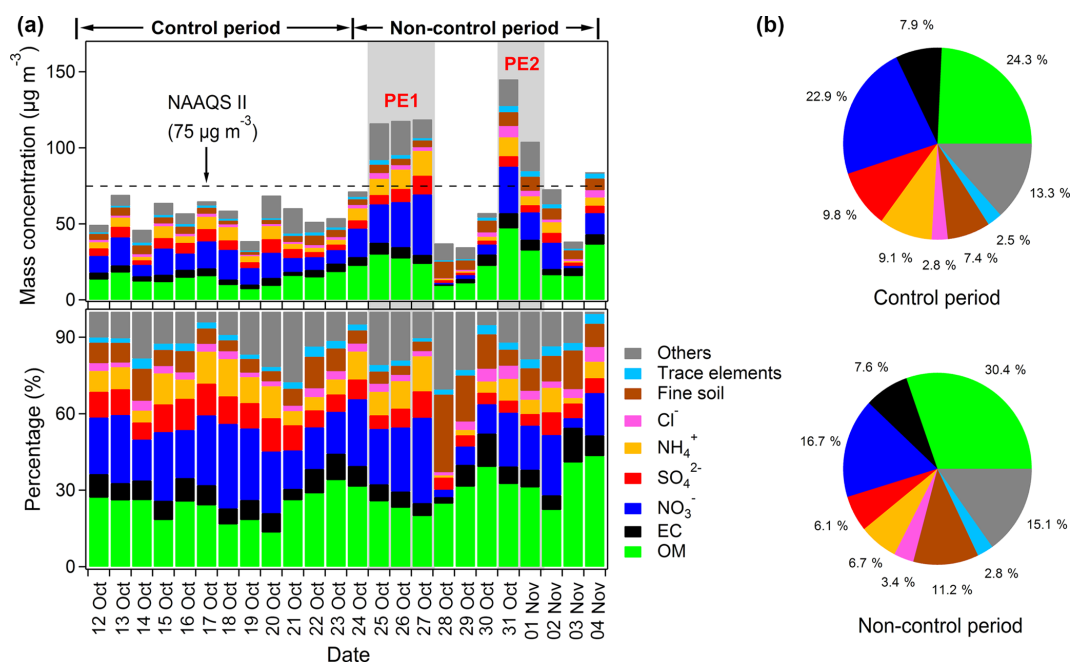 (a)
Control period
Non-control period
Mass concentration (µg m⁻³)
150
100
50
0
NAAQS II
(75 µg m⁻³)
PE1
PE2
Percentage (%)
90
60
30
0
12 Oct
13 Oct
14 Oct
15 Oct
16 Oct
17 Oct
18 Oct
19 Oct
20 Oct
21 Oct
22 Oct
23 Oct
24 Oct
25 Oct
26 Oct
27 Oct
28 Oct
29 Oct
30 Oct
31 Oct
01 Nov
02 Nov
03 Nov
04 Nov
Date
Others
Trace elements
Fine soil
Cl⁻
NH₄⁺
SO₄²⁻
NO₃⁻
EC
OM
(b)
7.9 %
24.3 %
22.9 %
13.3 %
9.8 %
2.5 %
9.1 %
2.8 %
7.4 %
Control period
7.6 %
30.4 %
16.7 %
15.1 %
6.1 %
6.7 %
3.4 %
11.2 %
2.8 %
Non-control period